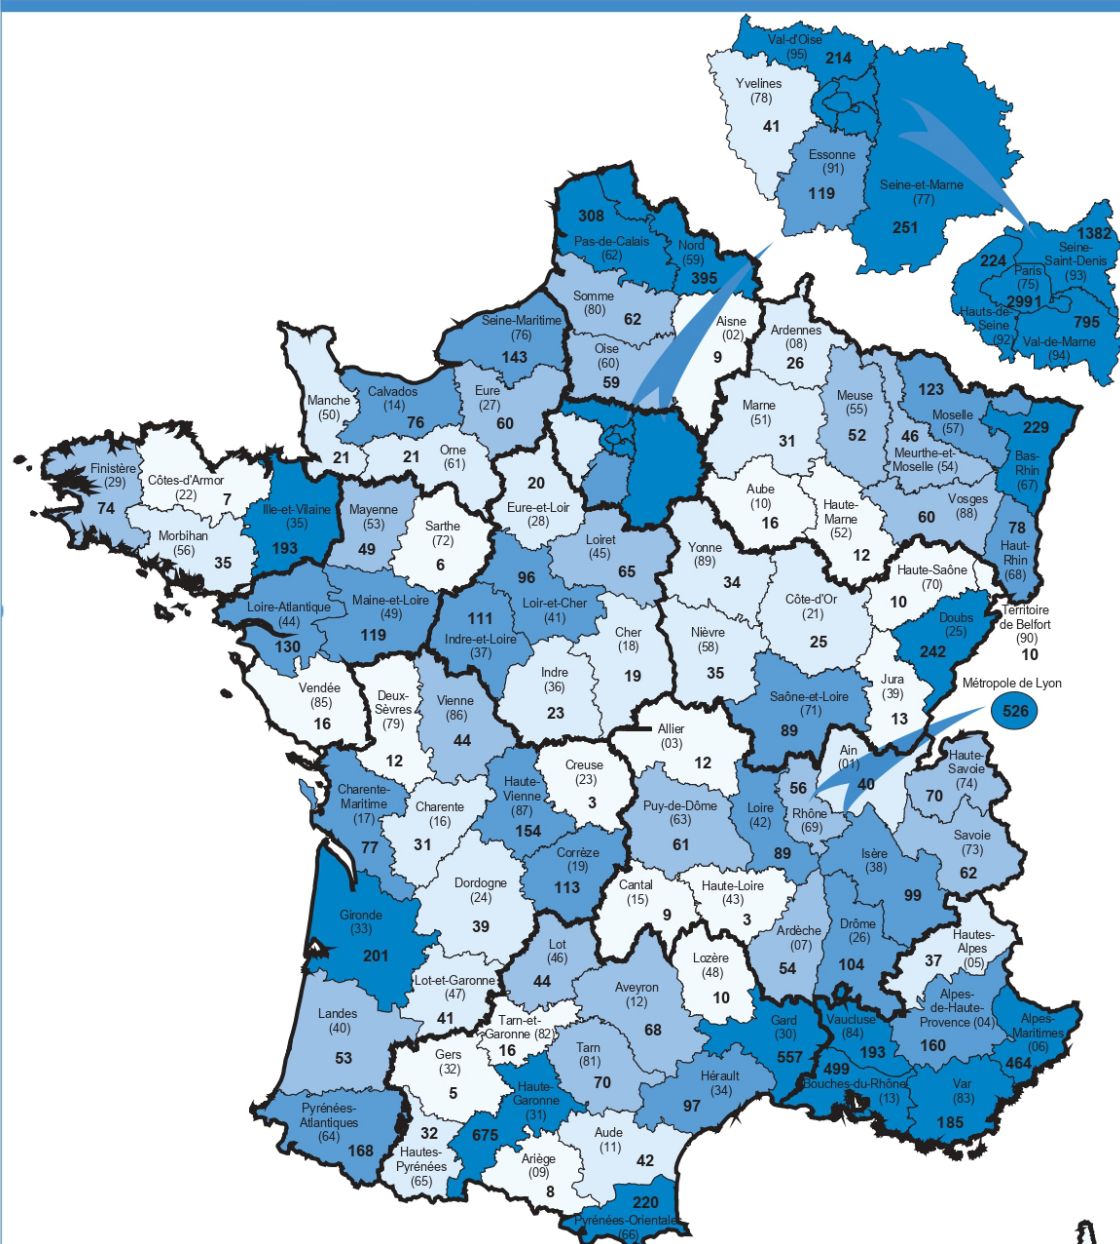 Val-d'Oise
(95)
214
Yvelines
(78)
41
Essonne
(91)
119
Seine-et-Marne
(77)
251
1382
Seine-
Saint-Denis
(93)
224
Paris
(75)
2991
Hauts-de-
Seine
(92)
795
Val-de-Marne
(94)
308
Pas-de-Calais
(62)
Nord
(59)
395
Somme
(80)
62
Aisne
(02)
9
Ardennes
(08)
26
Seine-Maritime
(76)
143
Oise
(60)
59
Manche
(50)
21
Calvados
(14)
76
Eure
(27)
60
21
Orne
(61)
Marne
(51)
31
Meuse
(55)
52
123
Moselle
(57)
46
Meurthe-et-
Moselle (54)
229
Bas-
Rhin
(67)
Finistère
(29)
74
Côtes-d'Armor
(22)
7
Ille-et-Vilaine
(35)
193
Morbihan
(56)
35
Mayenne
(53)
49
Sarthe
(72)
6
20
Eure-et-Loir
(28)
Loiret
(45)
65
Aube
(10)
16
Haute-
Marne
(52)
12
Vosges
(88)
60
78
Haut-
Rhin
(68)
Yonne
(89)
34
Haute-Saône
(70)
10
Territoire
de Belfort
(90)
10
Loire-Atlantique
(44)
130
Maine-et-Loire
(49)
119
96
Loir-et-Cher
(41)
111
Indre-et-Loire
(37)
Cher
(18)
19
Nièvre
(58)
35
Côte-d'Or
(21)
25
Doubs
(25)
242
Vendée
(85)
16
Deux-
Sèvres
(79)
12
Vienne
(86)
44
Indre
(36)
23
Saône-et-Loire
(71)
89
Jura
(39)
13
Métropole de Lyon
526
Allier
(03)
12
Ain
(01)
40
Haute-
Savoie
(74)
70
Charente-
Maritime
(17)
77
Charente
(16)
31
Haute-
Vienne
(87)
154
Creuse
(23)
3
Puy-de-Dôme
(63)
61
Loire
(42)
89
56
Rhône
(69)
Savoie
(73)
62
Isère
(38)
99
Corrèze
(19)
113
Dordogne
(24)
39
Gironde
(33)
201
Cantal
(15)
9
Haute-Loire
(43)
3
Ardèche
(07)
54
Drôme
(26)
104
Hautes-
Alpes
(05)
37
Lot
(46)
44
Lot-et-Garonne
(47)
41
Aveyron
(12)
68
Lozère
(48)
10
Landes
(40)
53
Tarn-et-
Garonne (82)
16
Gers
(32)
5
Tarn
(81)
70
Gard
(30)
557
Vaucluse
(84)
193
Alpes-
de-Haute-
Provence (04)
160
Alpes-
Maritimes
(06)
464
499
Bouches-du-Rhône
(13)
Var
(83)
185
Haute-
Garonne
(31)
675
Hérault
(34)
97
Pyrénées-
Atlantiques
(64)
168
32
Hautes-
Pyrénées
(65)
Ariège
(09)
8
Aude
(11)
42
220
Pyrénées-Orientales
(66)